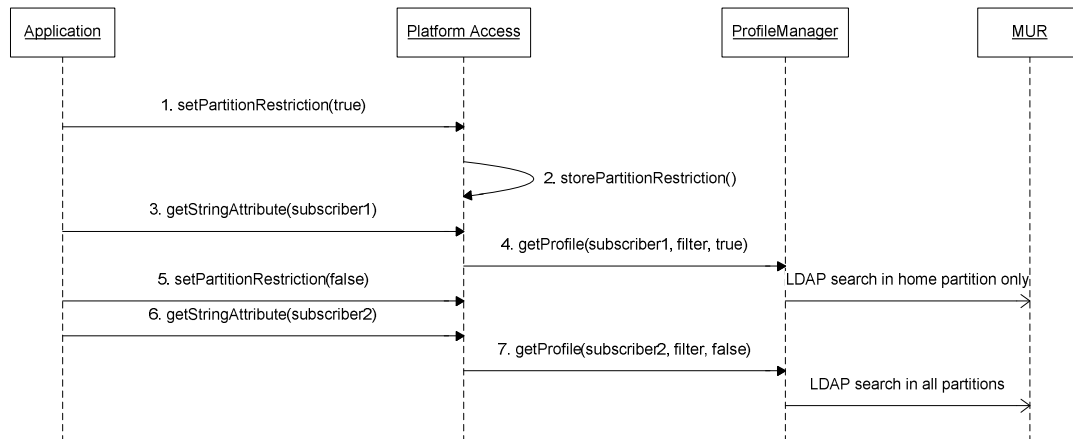 Application
Platform Access
ProfileManager
MUR
1. setPartitionRestriction(true)
2. storePartitionRestriction()
3. getStringAttribute(subscriber1)
4. getProfile(subscriber1, filter, true)
5. setPartitionRestriction(false)
LDAP search in home partition only
6. getStringAttribute(subscriber2)
7. getProfile(subscriber2, filter, false)
LDAP search in all partitions